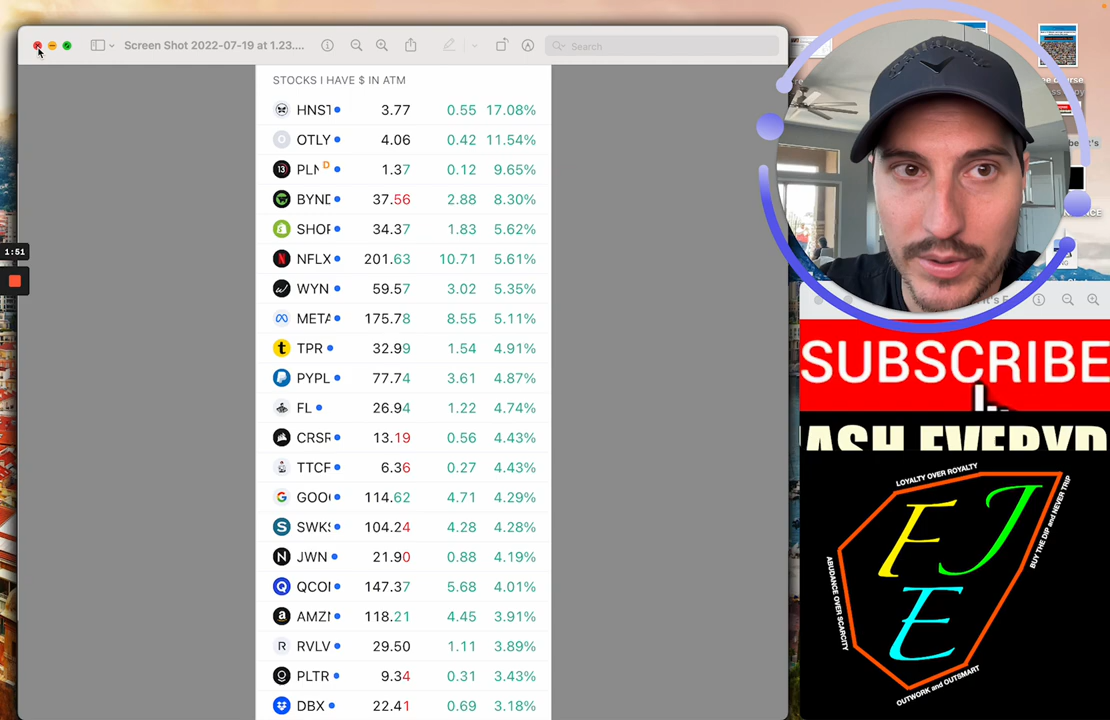 Screen Shot 2022-07-19 at 1.23....
Search
STOCKS I HAVE $ IN ATM
HNST 3.77 0.55 17.08%
OTLY 4.06 0.42 11.54%
PLN D 1.37 0.12 9.65%
BYND 37.56 2.88 8.30%
SHOP 34.37 1.83 5.62%
NFLX 201.63 10.71 5.61%
WYN 59.57 3.02 5.35%
META 175.78 8.55 5.11%
TPR 32.99 1.54 4.91%
PYPL 77.74 3.61 4.87%
FL 26.94 1.22 4.74%
CRSR 13.19 0.56 4.43%
TTCF 6.36 0.27 4.43%
GOO 114.62 4.71 4.29%
SWKS 104.24 4.28 4.28%
JWN 21.90 0.88 4.19%
QCO 147.37 5.68 4.01%
AMZN 118.21 4.45 3.91%
RVLV 29.50 1.11 3.89%
PLTR 9.34 0.31 3.43%
DBX 22.41 0.69 3.18%
1:51
SUBSCRIBE
LOYALTY OVER ROYALTY
BUY THE DIP and NEVER TRIP
ABUDANCE OVER SCARCITY
F J
E
OUTWORK and OUTSMART